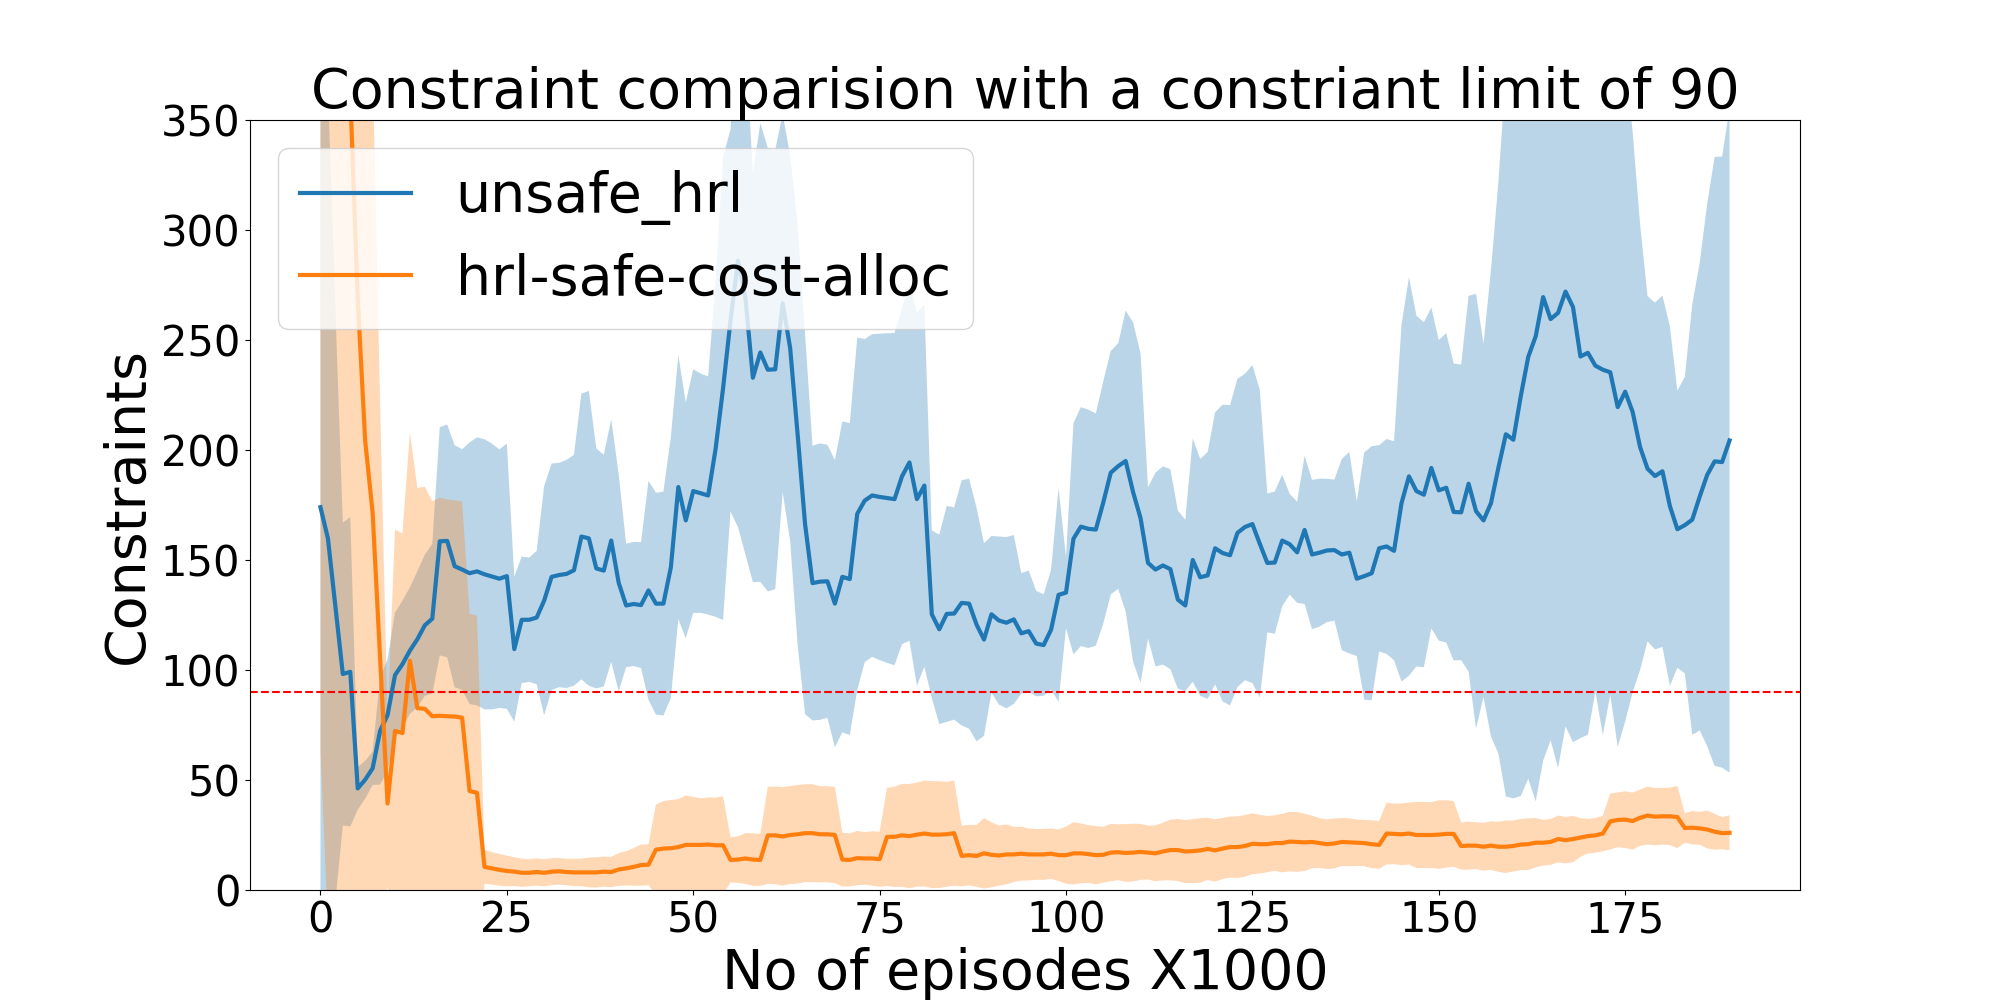 Constraint comparision with a constriant limit of 90
350
300
250
200
150
100
50
0
Constraints
unsafe_hrl
hrl-safe-cost-alloc
0 25 50 75 100 125 150 175
No of episodes X1000